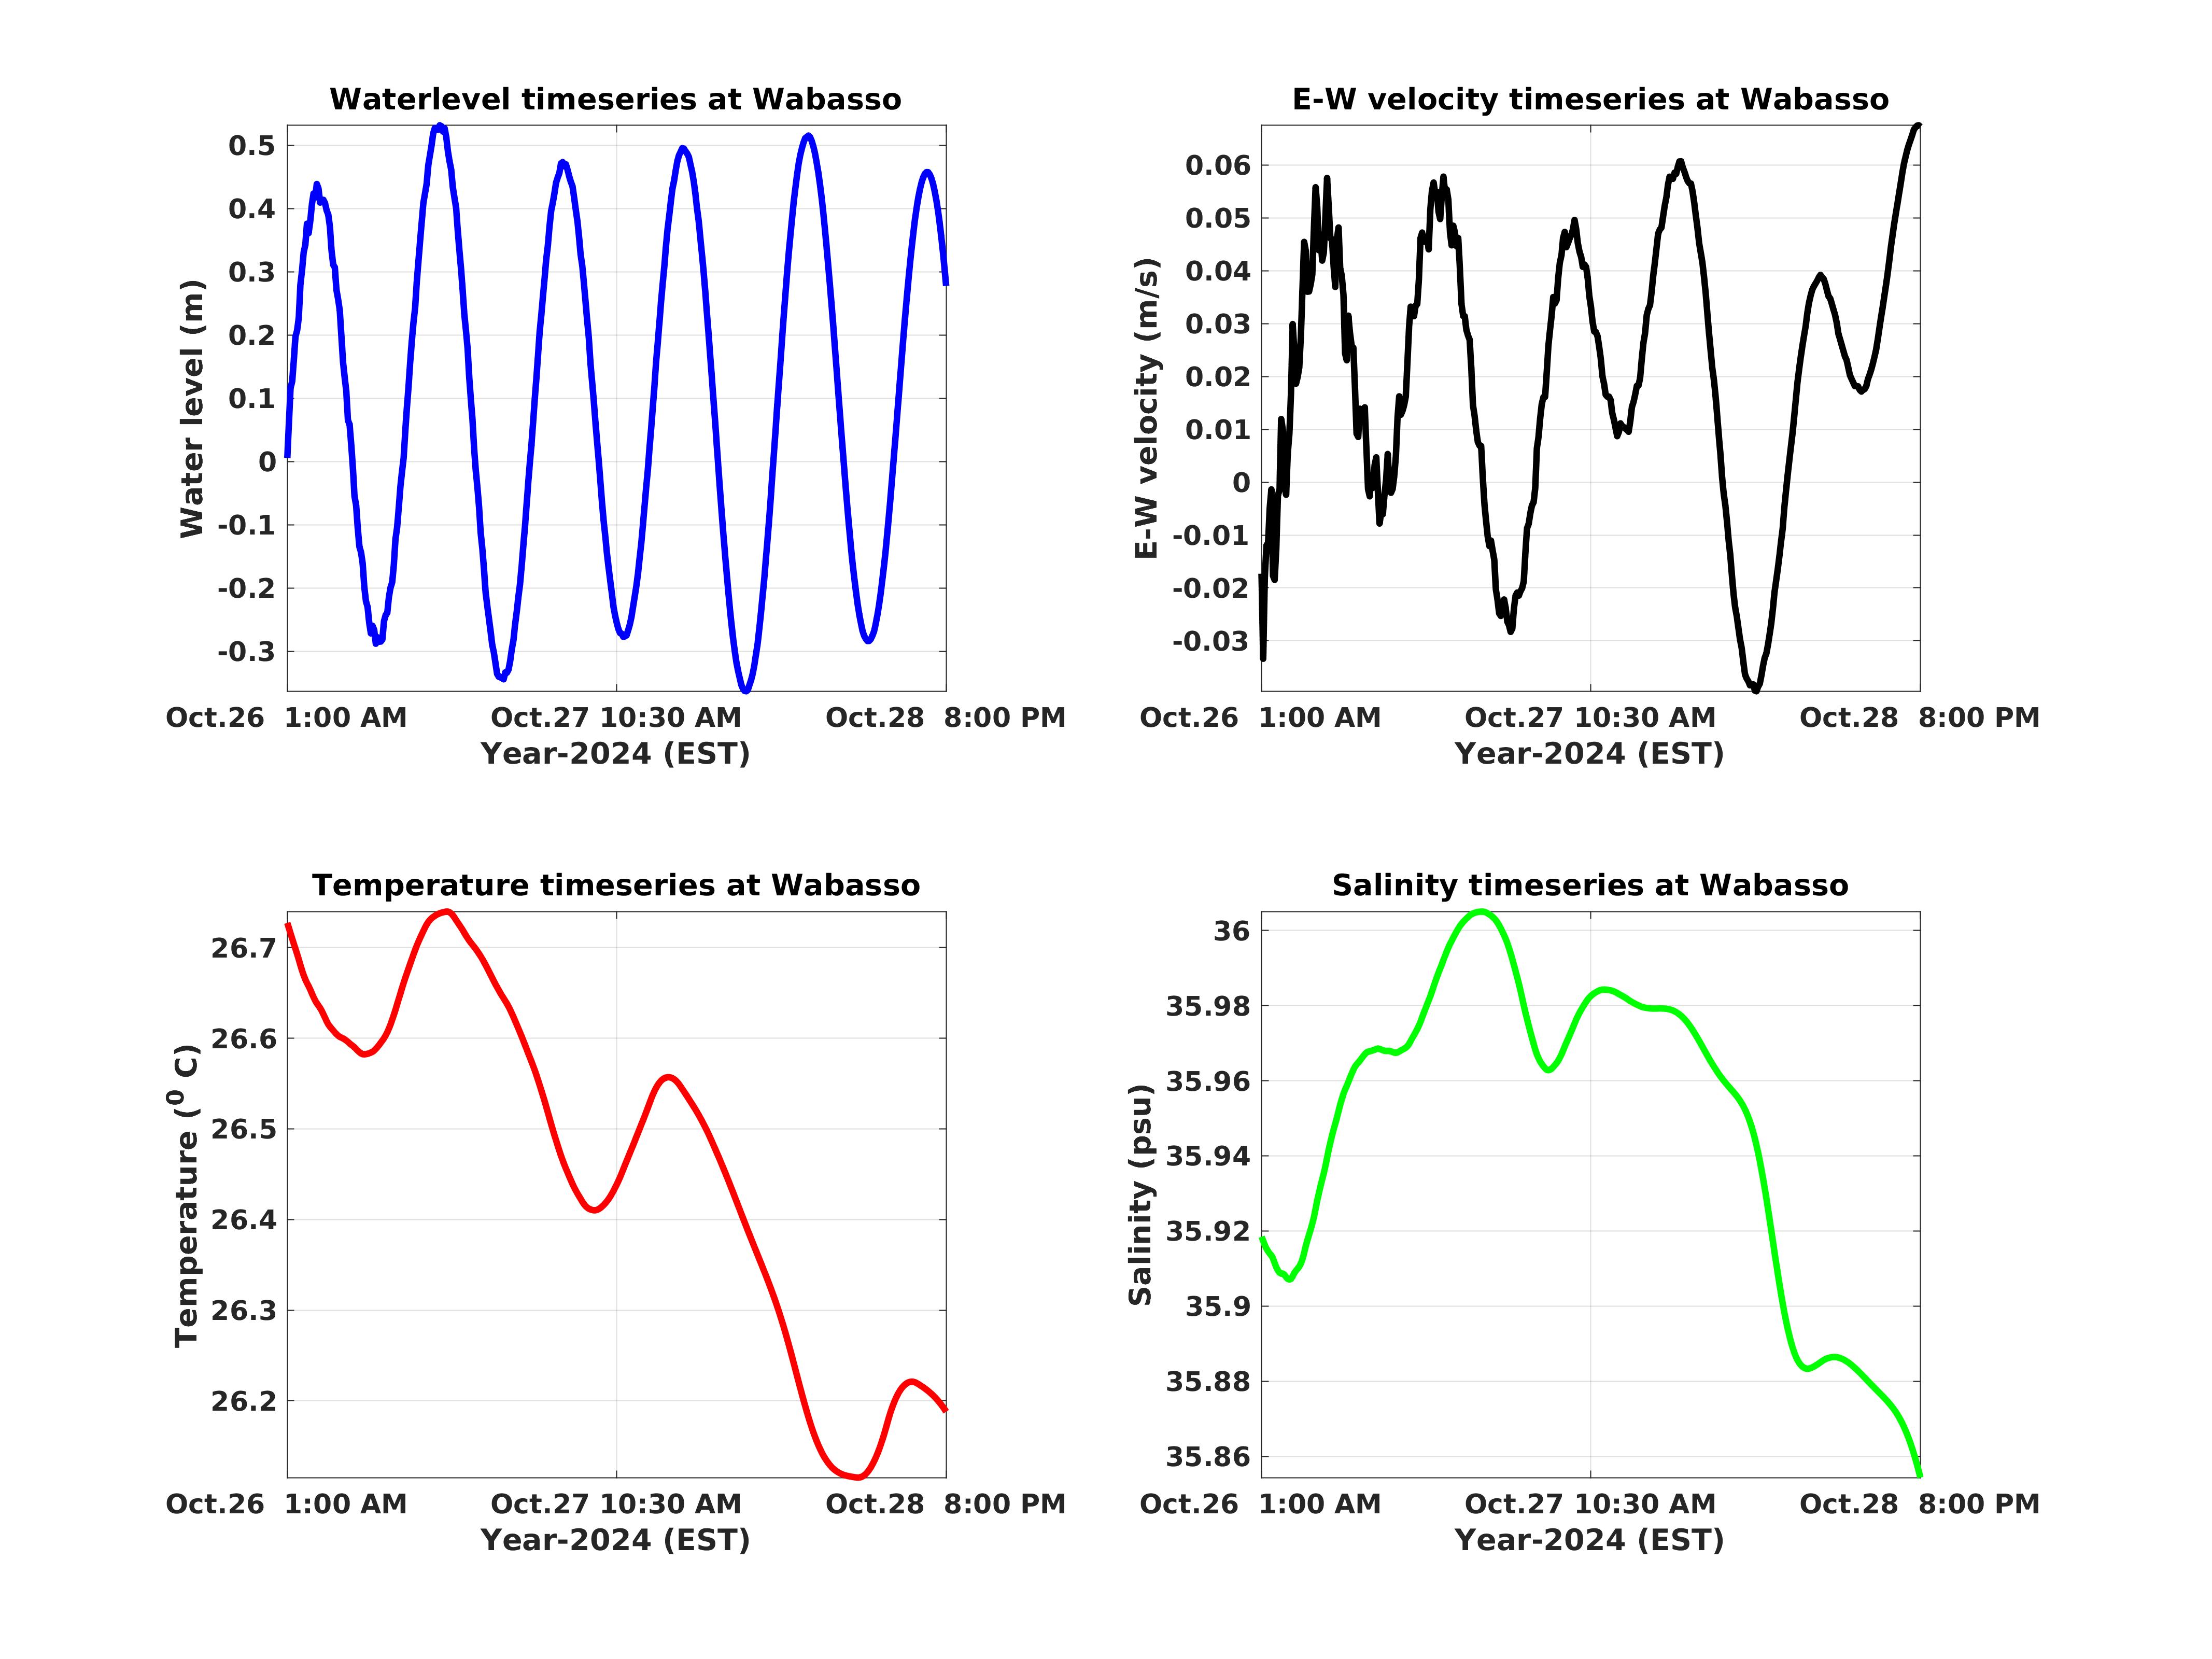 Waterlevel timeseries at Wabasso
0.5
0.4
0.3
0.2
0.1
0
-0.1
-0.2
-0.3
Water level (m)
Oct.26 1:00 AM
Oct.27 10:30 AM
Oct.28 8:00 PM
Year-2024 (EST)
E-W velocity timeseries at Wabasso
0.06
0.05
0.04
0.03
0.02
0.01
0
-0.01
-0.02
-0.03
E-W velocity (m/s)
Oct.26 1:00 AM
Oct.27 10:30 AM
Oct.28 8:00 PM
Year-2024 (EST)
Temperature timeseries at Wabasso
26.7
26.6
26.5
26.4
26.3
26.2
Temperature (⁰ C)
Oct.26 1:00 AM
Oct.27 10:30 AM
Oct.28 8:00 PM
Year-2024 (EST)
Salinity timeseries at Wabasso
36
35.98
35.96
35.94
35.92
35.9
35.88
35.86
Salinity (psu)
Oct.26 1:00 AM
Oct.27 10:30 AM
Oct.28 8:00 PM
Year-2024 (EST)